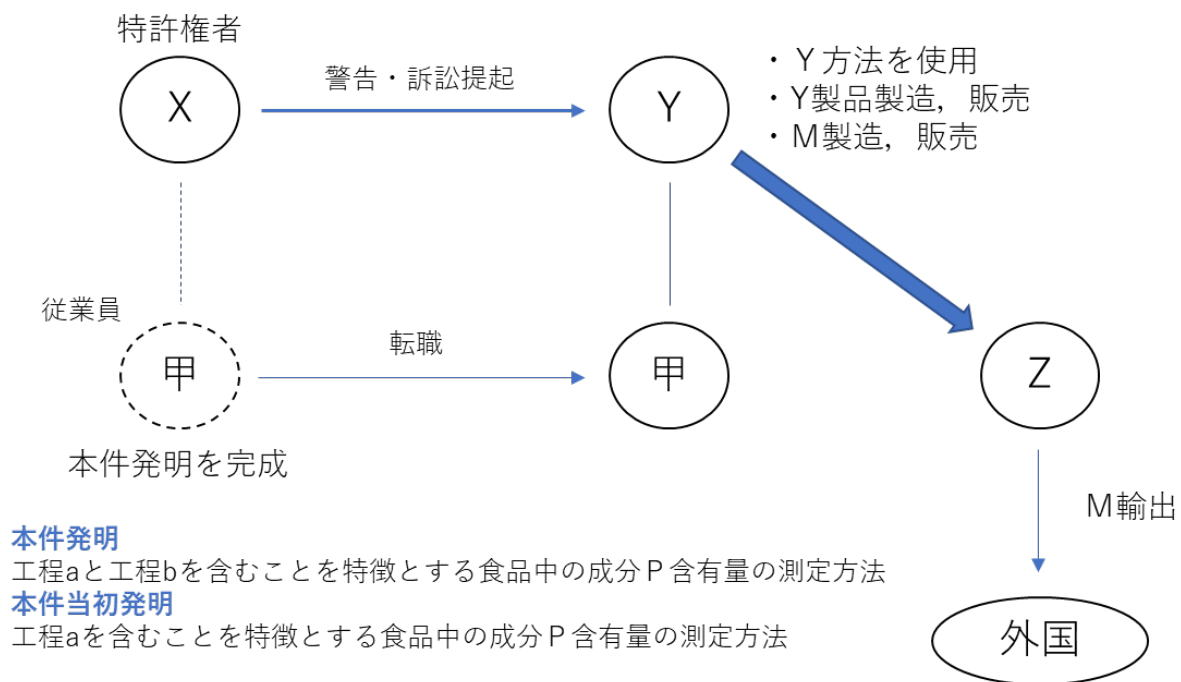 特許権者
X
警告・訴訟提起
Y
・Y方法を使用
・Y製品製造，販売
・M製造，販売
従業員
甲
転職
甲
Z
本件発明を完成
M輸出
本件発明
工程aと工程bを含むことを特徴とする食品中の成分P含有量の測定方法
本件当初発明
工程aを含むことを特徴とする食品中の成分P含有量の測定方法
外国